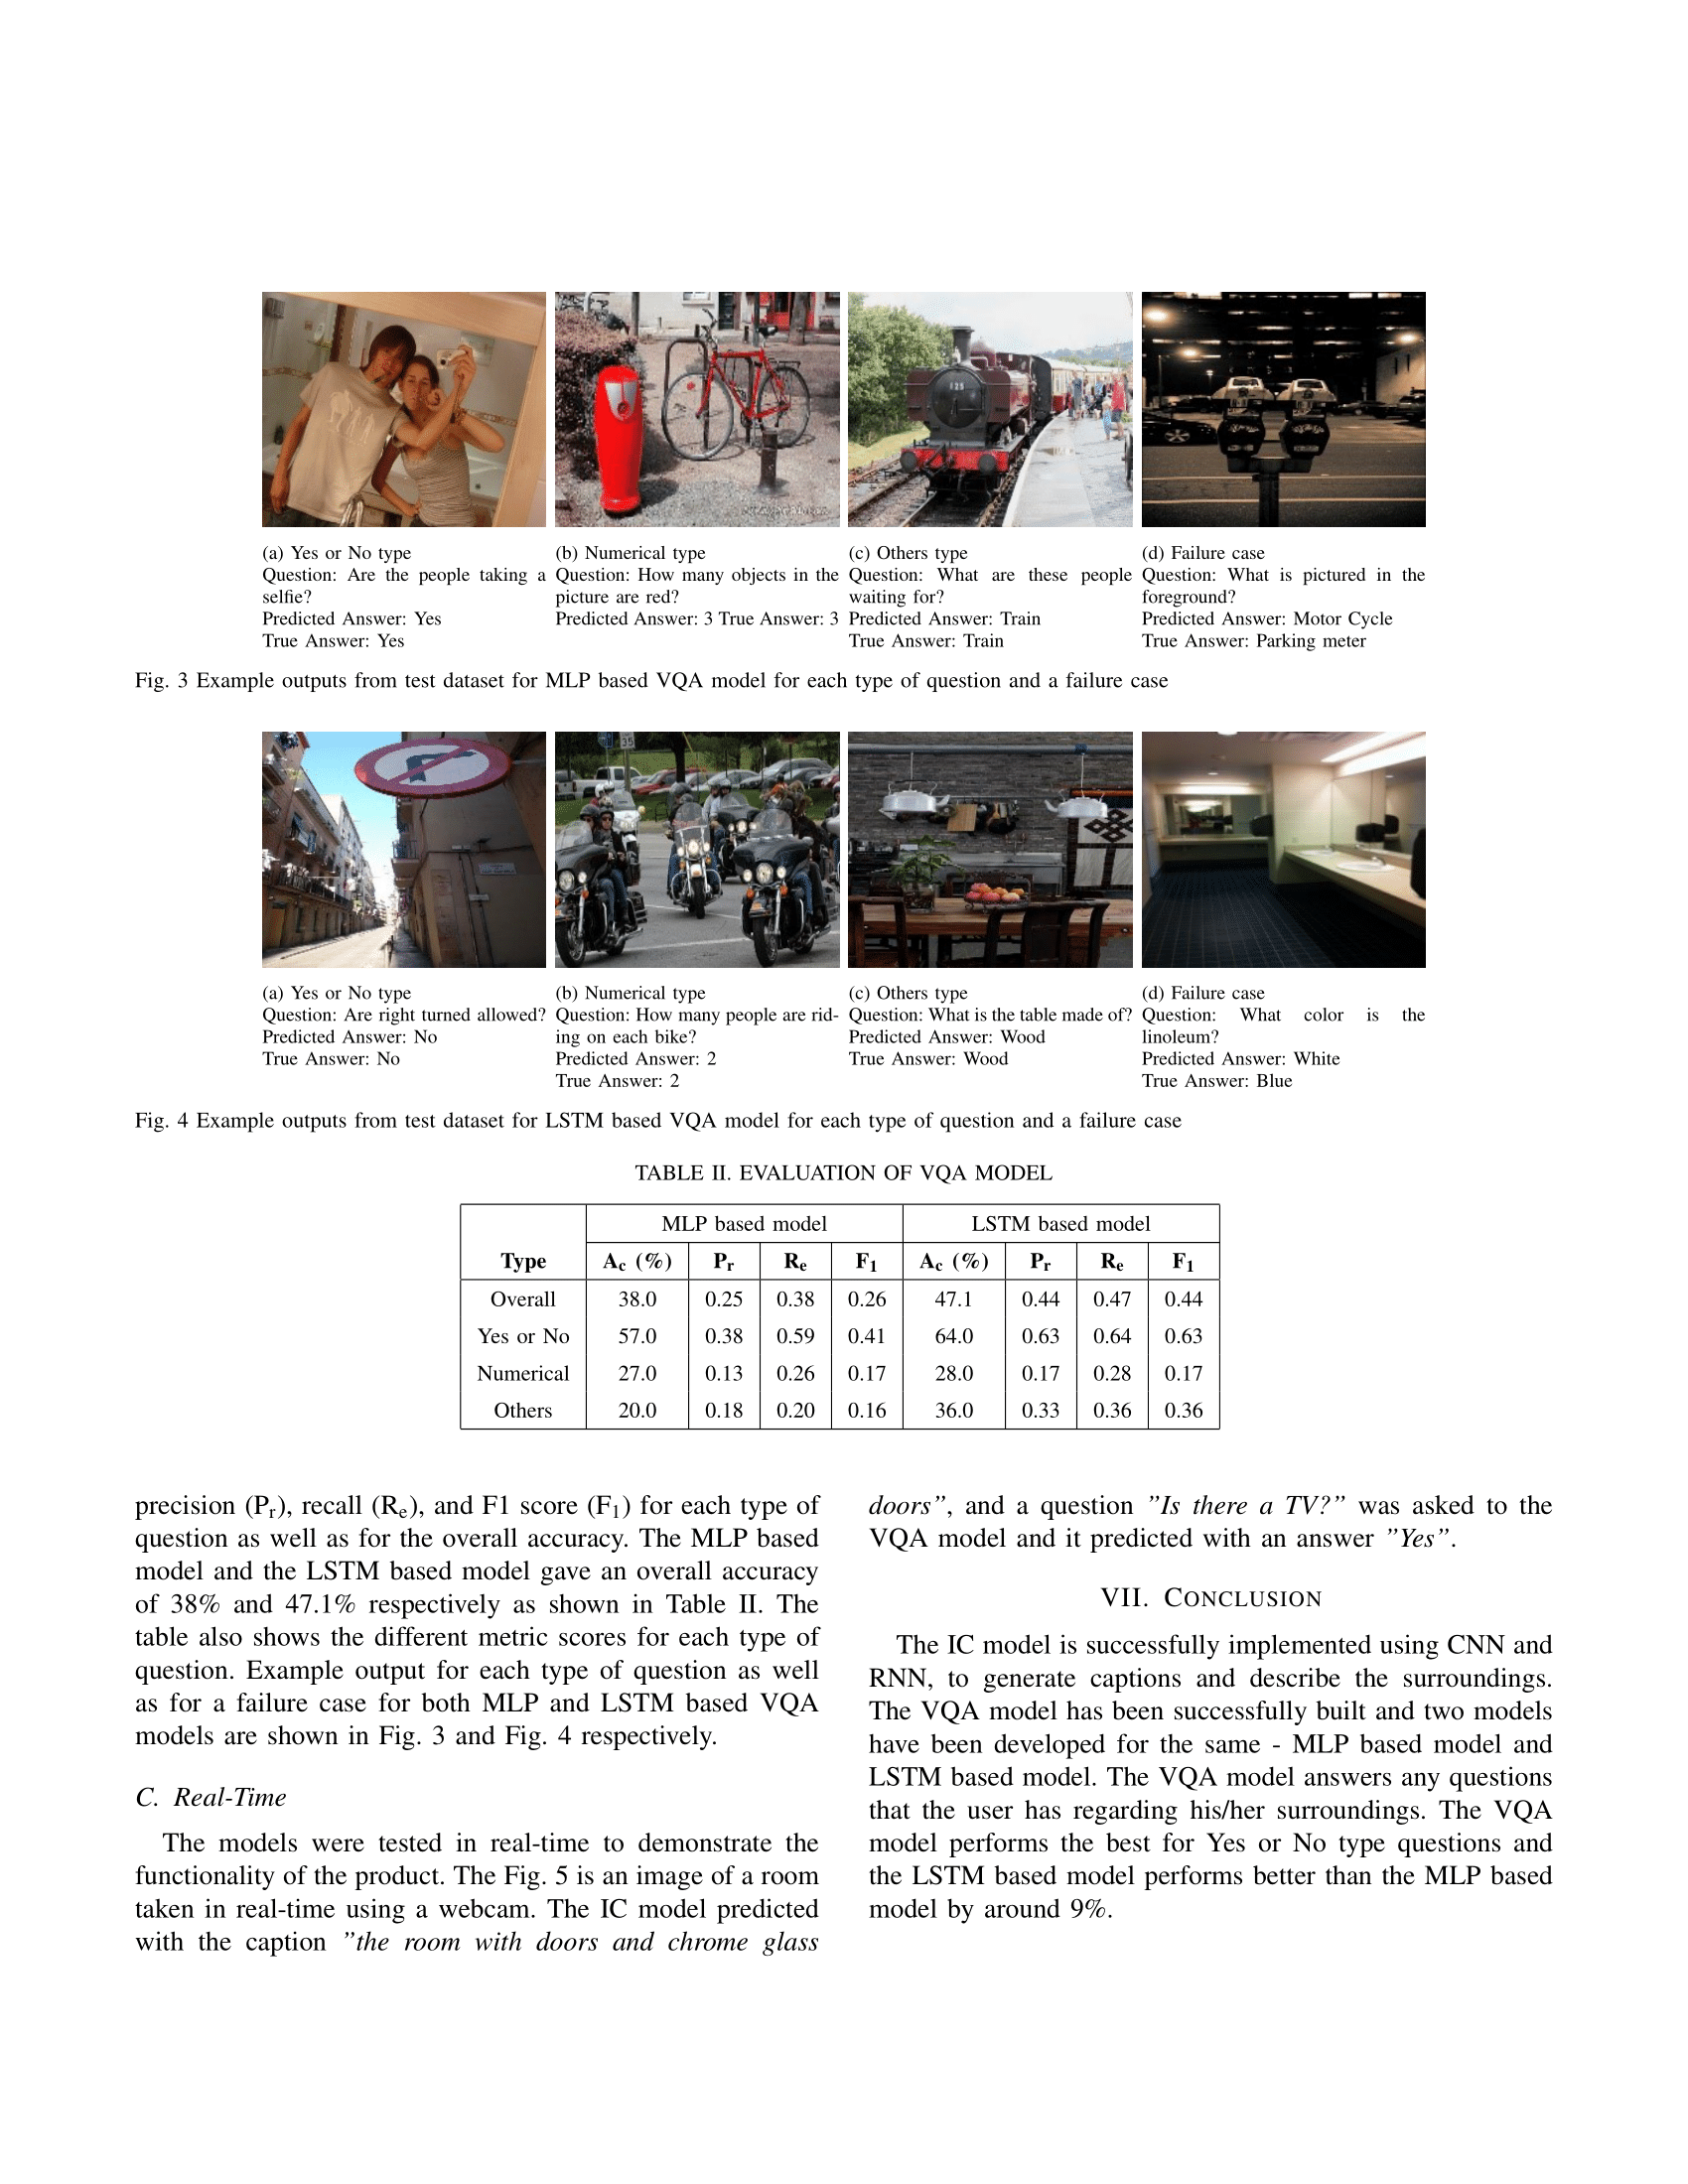 125
35
(a) Yes or No type
Question: Are the people taking a
selfie?
Predicted Answer: Yes
True Answer: Yes
(b) Numerical type
Question: How many objects in the
picture are red?
Predicted Answer: 3 True Answer: 3
(c) Others type
Question: What are these people
waiting for?
Predicted Answer: Train
True Answer: Train
(d) Failure case
Question: What is pictured in the
foreground?
Predicted Answer: Motor Cycle
True Answer: Parking meter
Fig. 3 Example outputs from test dataset for MLP based VQA model for each type of question and a failure case
(a) Yes or No type
Question: Are right turned allowed?
Predicted Answer: No
True Answer: No
(b) Numerical type
Question: How many people are rid-
ing on each bike?
Predicted Answer: 2
True Answer: 2
(c) Others type
Question: What is the table made of?
Predicted Answer: Wood
True Answer: Wood
(d) Failure case
Question: What color is the
linoleum?
Predicted Answer: White
True Answer: Blue
Fig. 4 Example outputs from test dataset for LSTM based VQA model for each type of question and a failure case
TABLE II. EVALUATION OF VQA MODEL
MLP based model LSTM based model
Type Ac (%) Pr Re F1 Ac (%) Pr Re F1
Overall 38.0 0.25 0.38 0.26 47.1 0.44 0.47 0.44
Yes or No 57.0 0.38 0.59 0.41 64.0 0.63 0.64 0.63
Numerical 27.0 0.13 0.26 0.17 28.0 0.17 0.28 0.17
Others 20.0 0.18 0.20 0.16 36.0 0.33 0.36 0.36
precision (Pr), recall (Re), and F1 score (F1) for each type of
question as well as for the overall accuracy. The MLP based
model and the LSTM based model gave an overall accuracy
of 38% and 47.1% respectively as shown in Table II. The
table also shows the different metric scores for each type of
question. Example output for each type of question as well
as for a failure case for both MLP and LSTM based VQA
models are shown in Fig. 3 and Fig. 4 respectively.
C. Real-Time
The models were tested in real-time to demonstrate the
functionality of the product. The Fig. 5 is an image of a room
taken in real-time using a webcam. The IC model predicted
with the caption ”the room with doors and chrome glass
doors”, and a question ”Is there a TV?” was asked to the
VQA model and it predicted with an answer ”Yes”.
VII. CONCLUSION
The IC model is successfully implemented using CNN and
RNN, to generate captions and describe the surroundings.
The VQA model has been successfully built and two models
have been developed for the same - MLP based model and
LSTM based model. The VQA model answers any questions
that the user has regarding his/her surroundings. The VQA
model performs the best for Yes or No type questions and
the LSTM based model performs better than the MLP based
model by around 9%.